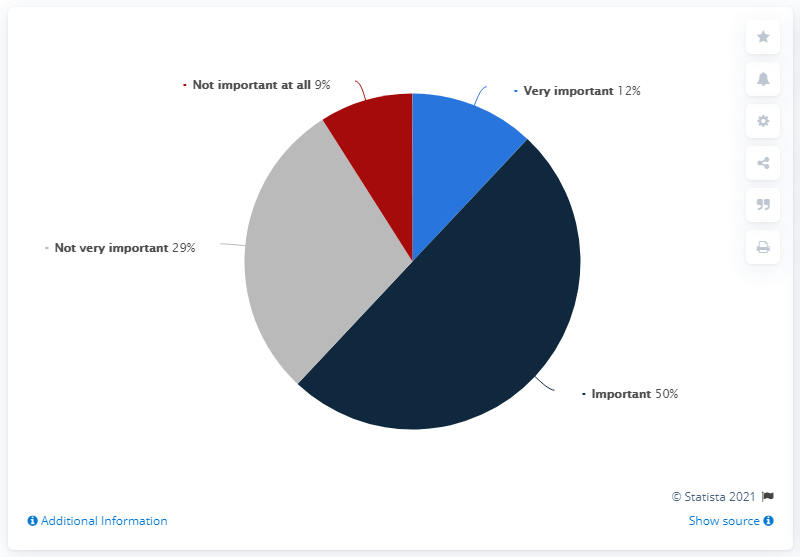 Not important at all 9%
Very important 12%
Not very important 29%
Important 50%
© Statista 2021
Additional Information
Show source